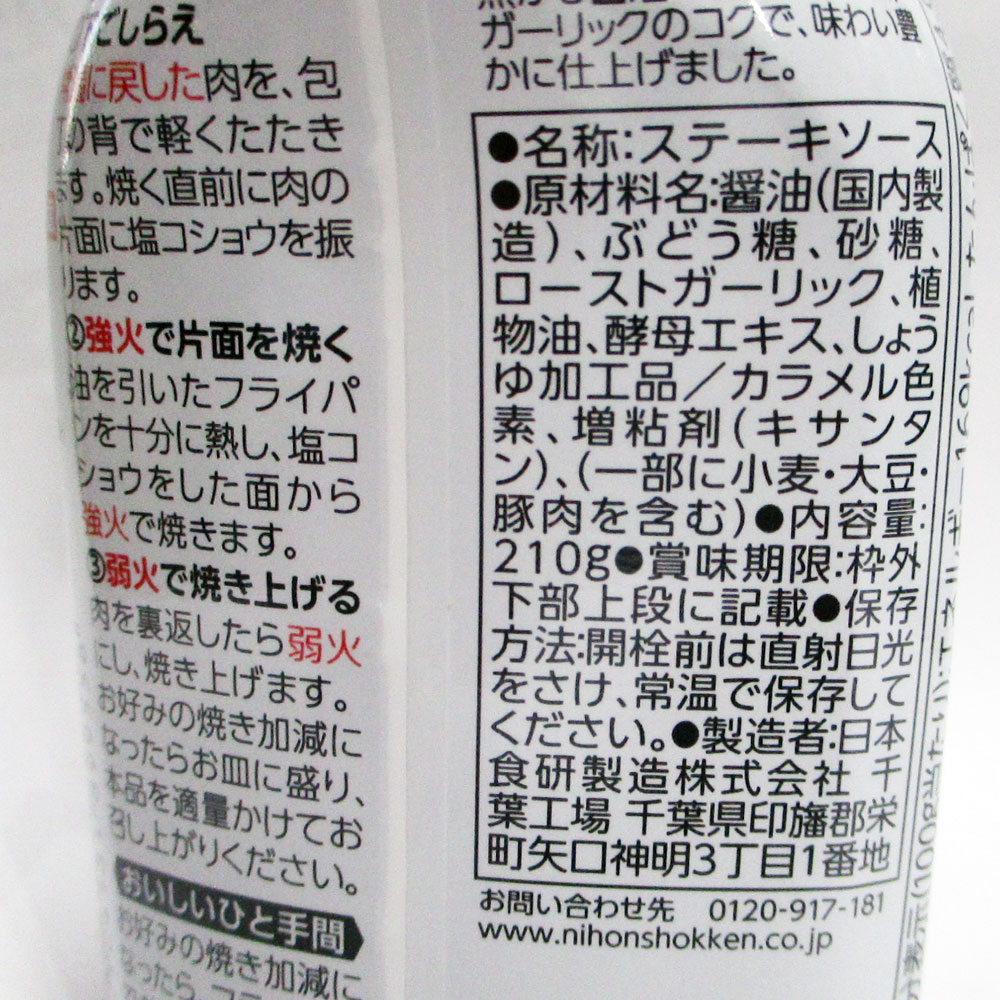 ごしらえ
に戻した肉を、包
の背で軽くたたき
ます。焼く直前に肉の
片面に塩コショウを振
ります。
②強火で片面を焼く
油を引いたフライパ
ンを十分に熱し、塩コ
ショウをした面から
強火で焼きます。
③弱火で焼き上げる
肉を裏返したら弱火
にし、焼き上げます。
お好みの焼き加減に
なったらお皿に盛り、
本品を適量かけてお
召し上がりください。
おいしいひと手間
お好みの焼き加減に
なったら、フラ
ガーリックのコクで、味わい豊
かに仕上げました。
●名称:ステーキソース
●原材料名:醤油(国内製
造)、ぶどう糖、砂糖、
ローストガーリック、植
物油、酵母エキス、しょう
ゆ加工品/カラメル色
素、増粘剤(キサンタ
ン)、(一部に小麦・大豆・
豚肉を含む)●内容量:
210g●賞味期限:枠外
下部上段に記載●保存
方法:開栓前は直射日光
をさけ、常温で保存して
ください。●製造者:日本
食研製造株式会社 千
葉工場 千葉県印旛郡栄
町矢口神明3丁目1番地
お問い合わせ先 0120-917-181
www.nihonshokken.co.jp